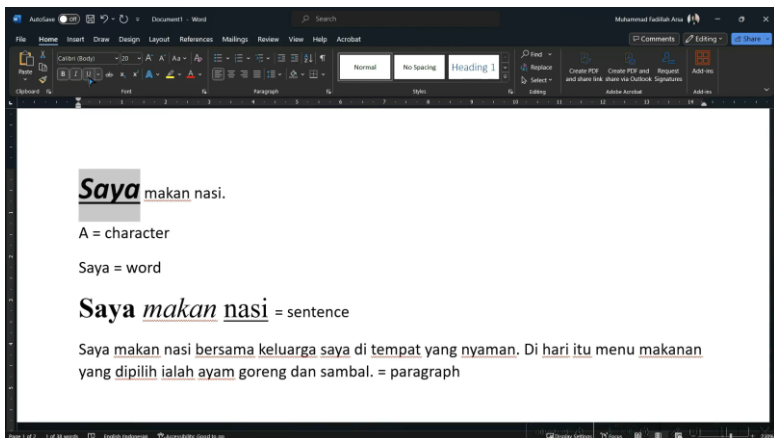 AutoSave Off Document1 - Word Search Muhammad Fadillah Arsa
File Home Insert Draw Design Layout References Mailings Review View Help Acrobat Comments Editing Share
Paste Calibri (Body) 20 A A Aa Normal No Spacing Heading 1 Find Replace Select Create PDF and share link Create PDF and share via Outlook Request Signatures Add-ins
Clipboard Font Paragraph Styles Editing Adobe Acrobat Add-ins
Saya makan nasi.
A = character
Saya = word
Saya makan nasi = sentence
Saya makan nasi bersama keluarga saya di tempat yang nyaman. Di hari itu menu makanan
yang dipilih ialah ayam goreng dan sambal. = paragraph
Page 1 of 2 1 of 38 words English Indonesia Accessibility: Good to go Display Settings Focus